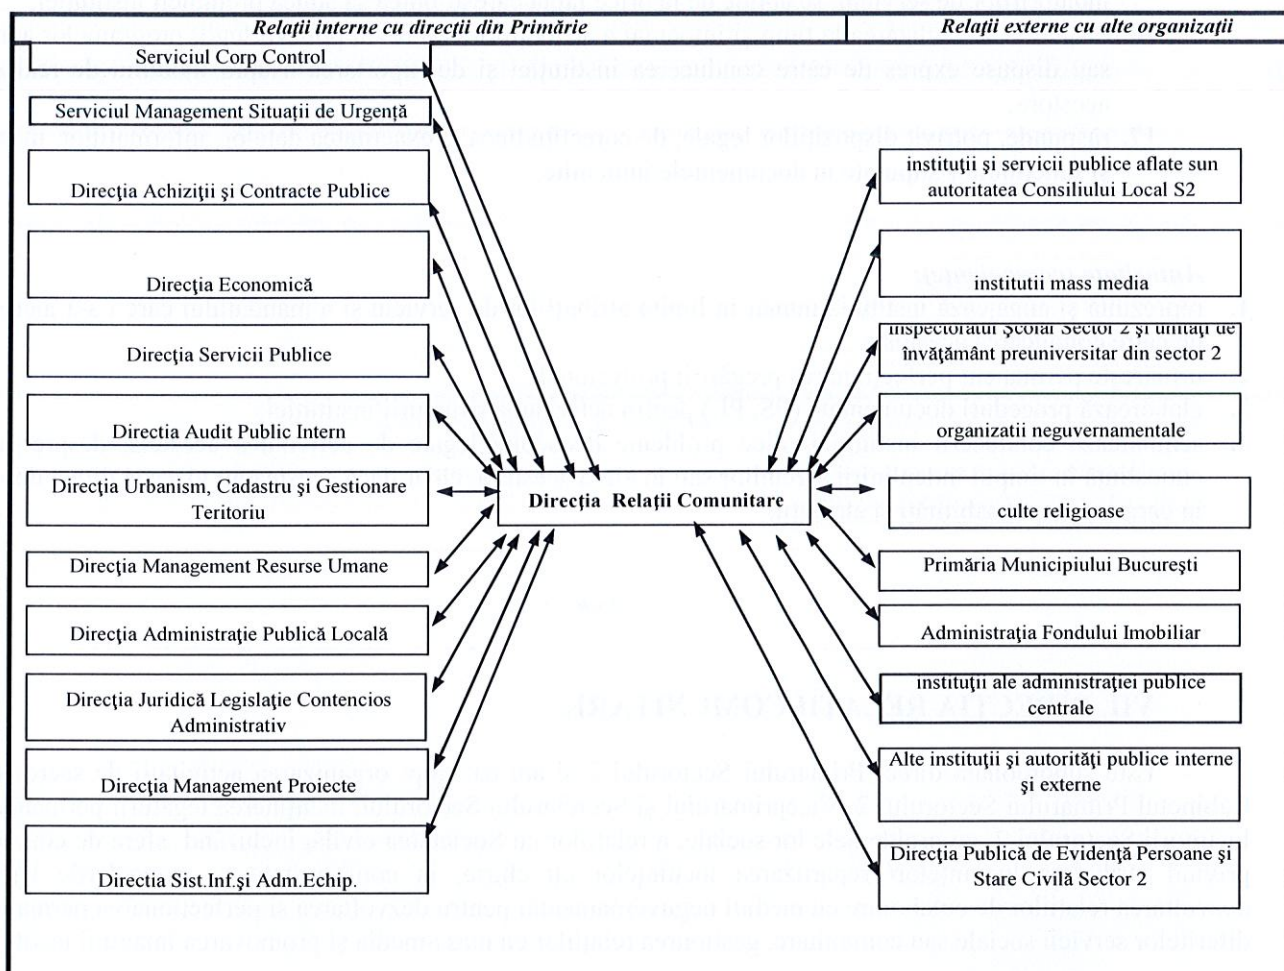 Relaţii interne cu direcţii din Primărie
Relaţii externe cu alte organizaţii
Serviciul Corp Control
Serviciul Management Situaţii de Urgenţă
Direcţia Achiziţii şi Contracte Publice
Direcţia Economică
Direcţia Servicii Publice
Directia Audit Public Intern
Direcţia Urbanism, Cadastru şi Gestionare
Teritoriu
Direcţia Management Resurse Umane
Direcţia Administraţie Publică Locală
Direcţia Juridică Legislaţie Contencios
Administrativ
Direcţia Management Proiecte
Directia Sist.Inf.şi Adm.Echip.
Direcţia Relaţii Comunitare
instituţii şi servicii publice aflate sun
autoritatea Consiliului Local S2
institutii mass media
Inspectoratul Şcolar Sector 2 şi unităţi de
învăţământ preuniversitar din sector 2
organizatii neguvernamentale
culte religioase
Primăria Municipiului Bucureşti
Administraţia Fondului Imobiliar
instituţii ale administraţiei publice
centrale
Alte instituţii şi autorităţi publice interne
şi externe
Direcţia Publică de Evidenţă Persoane şi
Stare Civilă Sector 2